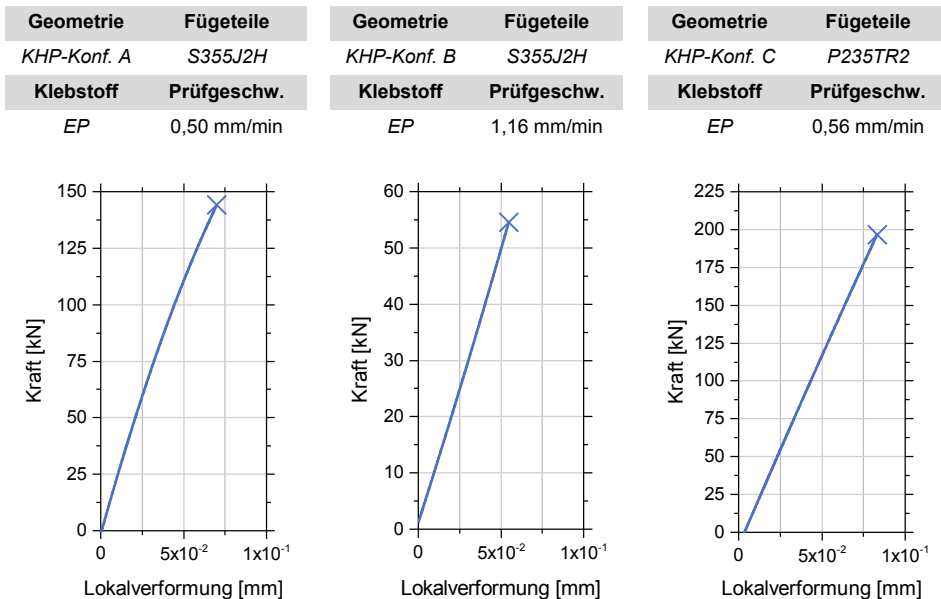 Geometrie Fügeteile
KHP-Konf. A S355J2H
Klebstoff Prüfgeschw.
EP 0,50 mm/min
150
125
100
75
50
25
0
Kraft [kN]
0 5x10⁻² 1x10⁻¹
Lokalverformung [mm]
Geometrie Fügeteile
KHP-Konf. B S355J2H
Klebstoff Prüfgeschw.
EP 1,16 mm/min
60
50
40
30
20
10
0
Kraft [kN]
0 5x10⁻² 1x10⁻¹
Lokalverformung [mm]
Geometrie Fügeteile
KHP-Konf. C P235TR2
Klebstoff Prüfgeschw.
EP 0,56 mm/min
225
200
175
150
125
100
75
50
25
0
Kraft [kN]
0 5x10⁻² 1x10⁻¹
Lokalverformung [mm]